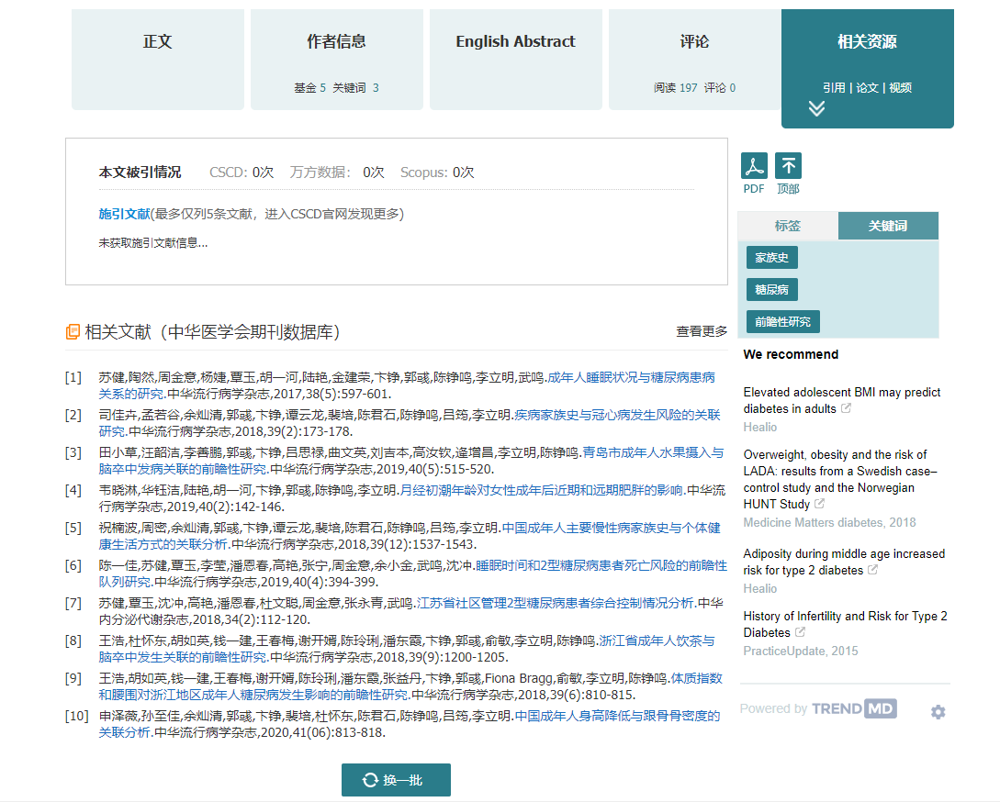 正文
作者信息
English Abstract
评论
相关资源
基金 5 关键词 3
阅读 197 评论 0
引用 | 论文 | 视频
本文被引情况 CSCD: 0次 万方数据: 0次 Scopus: 0次
施引文献(最多仅列5条文献，进入CSCD官网发现更多)
未获取施引文献信息...
PDF
顶部
标签
关键词
家族史
糖尿病
前瞻性研究
相关文献（中华医学会期刊数据库）
查看更多
[1] 苏健,陶然,周金意,杨婕,覃玉,胡一河,陆艳,金建荣,卞铮,郭彧,陈铮鸣,李立明,武鸣.成年人睡眠状况与糖尿病患病
关系的研究.中华流行病学杂志,2017,38(5):597-601.
[2] 司佳卉,孟若谷,余灿清,郭彧,卞铮,谭云龙,裴培,陈君石,陈铮鸣,吕筠,李立明.疾病家族史与冠心病发生风险的关联
研究.中华流行病学杂志,2018,39(2):173-178.
[3] 田小草,汪韶洁,李善鹏,郭彧,卞铮,吕思禄,曲文英,刘吉本,高汝钦,逄增昌,李立明,陈铮鸣.青岛市成年人水果摄入与
脑卒中发病关联的前瞻性研究.中华流行病学杂志,2019,40(5):515-520.
[4] 韦晓淋,华钰洁,陆艳,胡一河,卞铮,郭彧,陈铮鸣,李立明.月经初潮年龄对女性成年后近期和远期肥胖的影响.中华流
行病学杂志,2019,40(2):142-146.
[5] 祝楠波,周密,余灿清,郭彧,卞铮,谭云龙,裴培,陈君石,陈铮鸣,吕筠,李立明.中国成年人主要慢性病家族史与个体健
康生活方式的关联分析.中华流行病学杂志,2018,39(12):1537-1543.
[6] 陈一佳,苏健,覃玉,李莹,潘恩春,高艳,张宁,周金意,余小金,武鸣,沈冲.睡眠时间和2型糖尿病患者死亡风险的前瞻性
队列研究.中华流行病学杂志,2019,40(4):394-399.
[7] 苏健,覃玉,沈冲,高艳,潘恩春,杜文聪,周金意,张永青,武鸣.江苏省社区管理2型糖尿病患者综合控制情况分析.中华
内分泌代谢杂志,2018,34(2):112-120.
[8] 王浩,杜怀东,胡如英,钱一建,王春梅,谢开婿,陈玲琍,潘东霞,卞铮,郭彧,俞敏,李立明,陈铮鸣.浙江省成年人饮茶与
脑卒中发生关联的前瞻性研究.中华流行病学杂志,2018,39(9):1200-1205.
[9] 王浩,胡如英,钱一建,王春梅,谢开婿,陈玲琍,潘东霞,张益丹,卞铮,郭彧,Fiona Bragg,俞敏,李立明,陈铮鸣.体质指数
和腰围对浙江地区成年人糖尿病发生影响的前瞻性研究.中华流行病学杂志,2018,39(6):810-815.
[10] 申泽薇,孙至佳,余灿清,郭彧,卞铮,裴培,杜怀东,陈君石,陈铮鸣,吕筠,李立明.中国成年人身高降低与跟骨骨密度的
关联分析.中华流行病学杂志,2020,41(06):813-818.
换一批
We recommend
Elevated adolescent BMI may predict
diabetes in adults
Healio
Overweight, obesity and the risk of
LADA: results from a Swedish case–
control study and the Norwegian
HUNT Study
Medicine Matters diabetes, 2018
Adiposity during middle age increased
risk for type 2 diabetes
Healio
History of Infertility and Risk for Type 2
Diabetes
PracticeUpdate, 2015
Powered by TREND MD